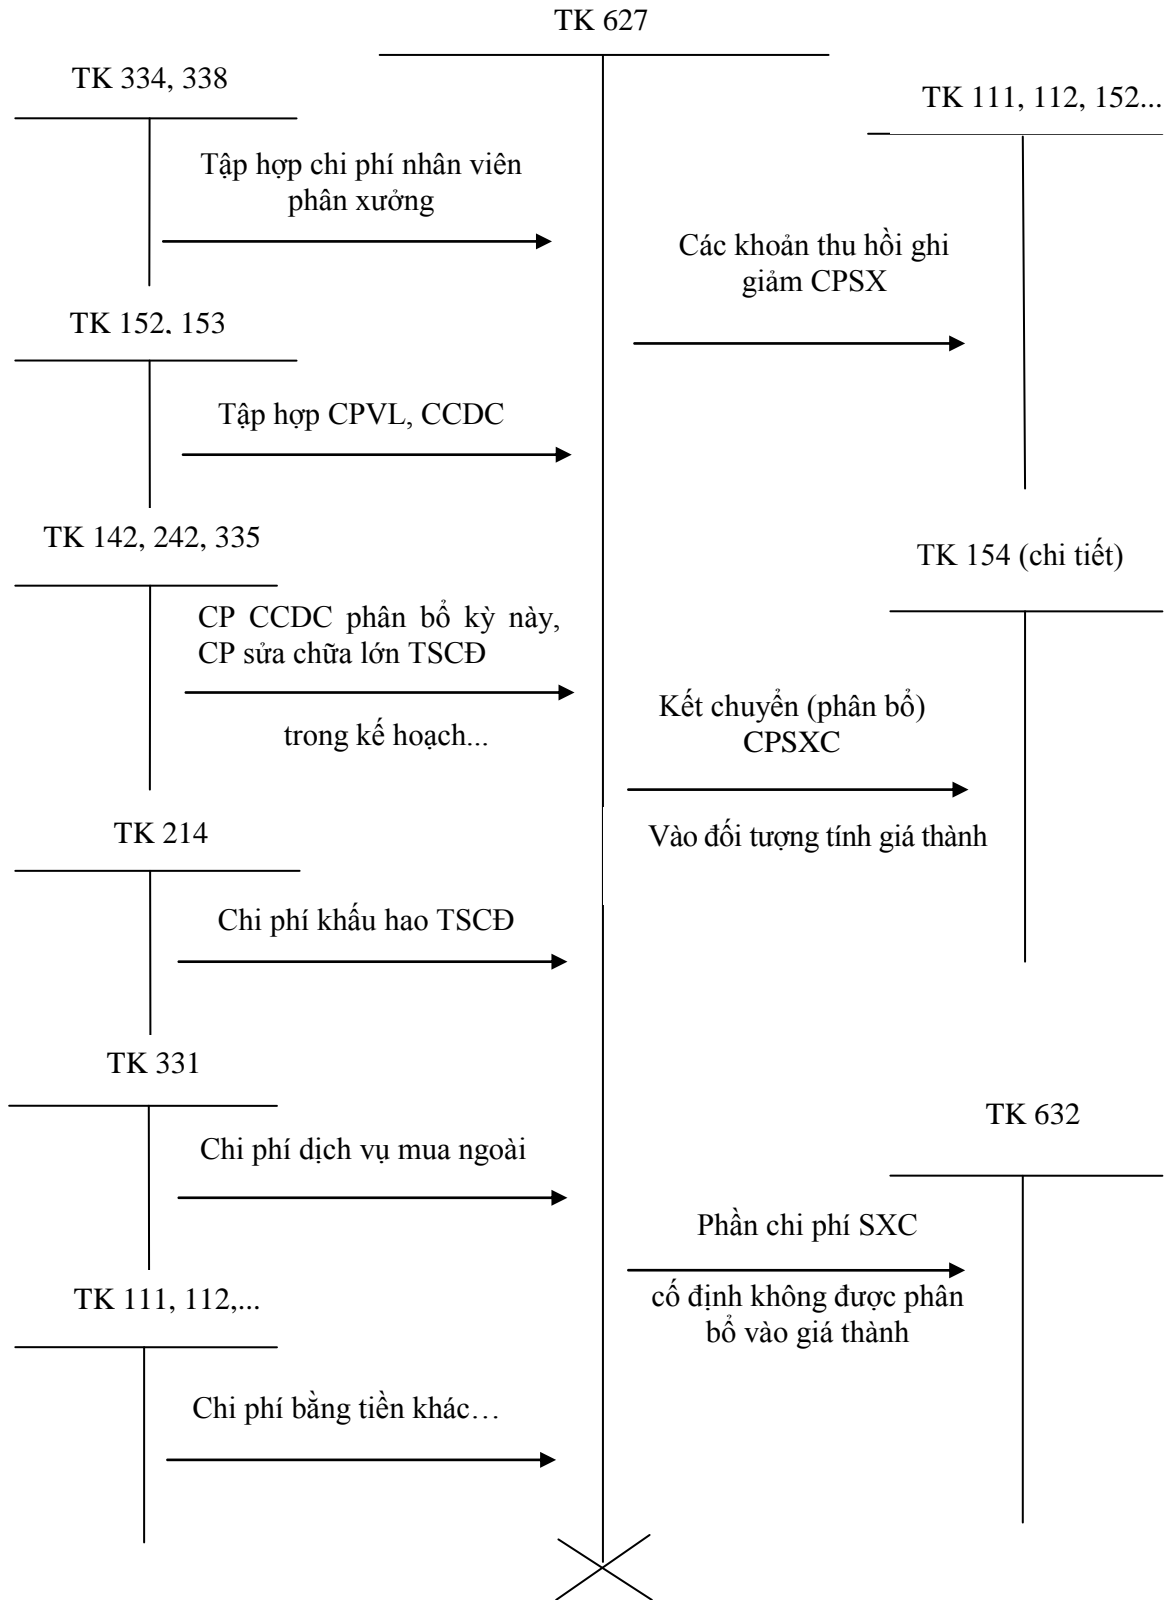 TK 627
TK 334, 338
TK 111, 112, 152...
Tập hợp chi phí nhân viên
phân xưởng
Các khoản thu hồi ghi
giảm CPSX
TK 152, 153
Tập hợp CPVL, CCDC
TK 142, 242, 335
TK 154 (chi tiết)
CP CCDC phân bổ kỳ này,
CP sửa chữa lớn TSCĐ
trong kế hoạch...
Kết chuyển (phân bổ)
CPSXC
Vào đối tượng tính giá thành
TK 214
Chi phí khấu hao TSCĐ
TK 331
TK 632
Chi phí dịch vụ mua ngoài
Phần chi phí SXC
cố định không được phân
bổ vào giá thành
TK 111, 112,...
Chi phí bằng tiền khác…